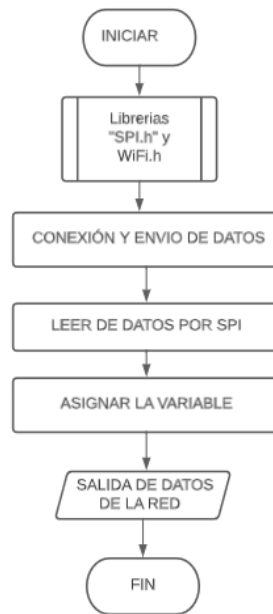 INICIAR
Librerias
"SPI.h" y
WiFi.h
CONEXIÓN Y ENVIO DE DATOS
LEER DE DATOS POR SPI
ASIGNAR LA VARIABLE
SALIDA DE DATOS
DE LA RED
FIN